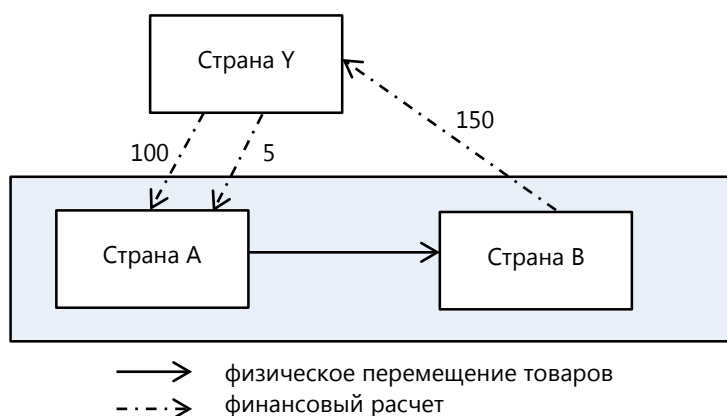 Страна Y
150
100
5
Страна A
Страна B
физическое перемещение товаров
финансовый расчет